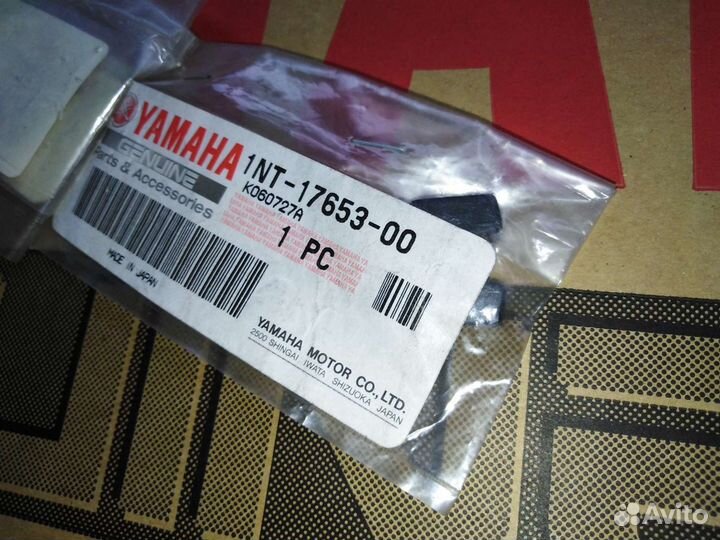 YAMAHA
GENUINE
Parts & Accessories
1NT-17653-00
K060727A
1 PC
MADE IN JAPAN
YAMAHA MOTOR CO.,LTD.
2500 SHINGAI IWATA SHIZUOKA JAPAN
Avito